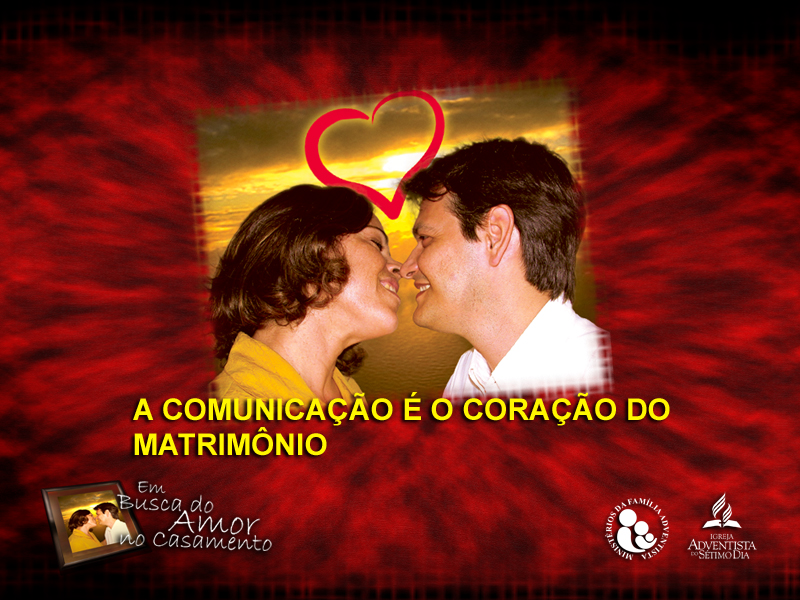 A COMUNICAÇÃO É O CORAÇÃO DO
MATRIMÔNIO
Em
Busca do
Amor
no Casamento
MINISTÉRIOS DA FAMÍLIA ADVENTISTA
IGREJA
ADVENTISTA
DO SÉTIMO DIA